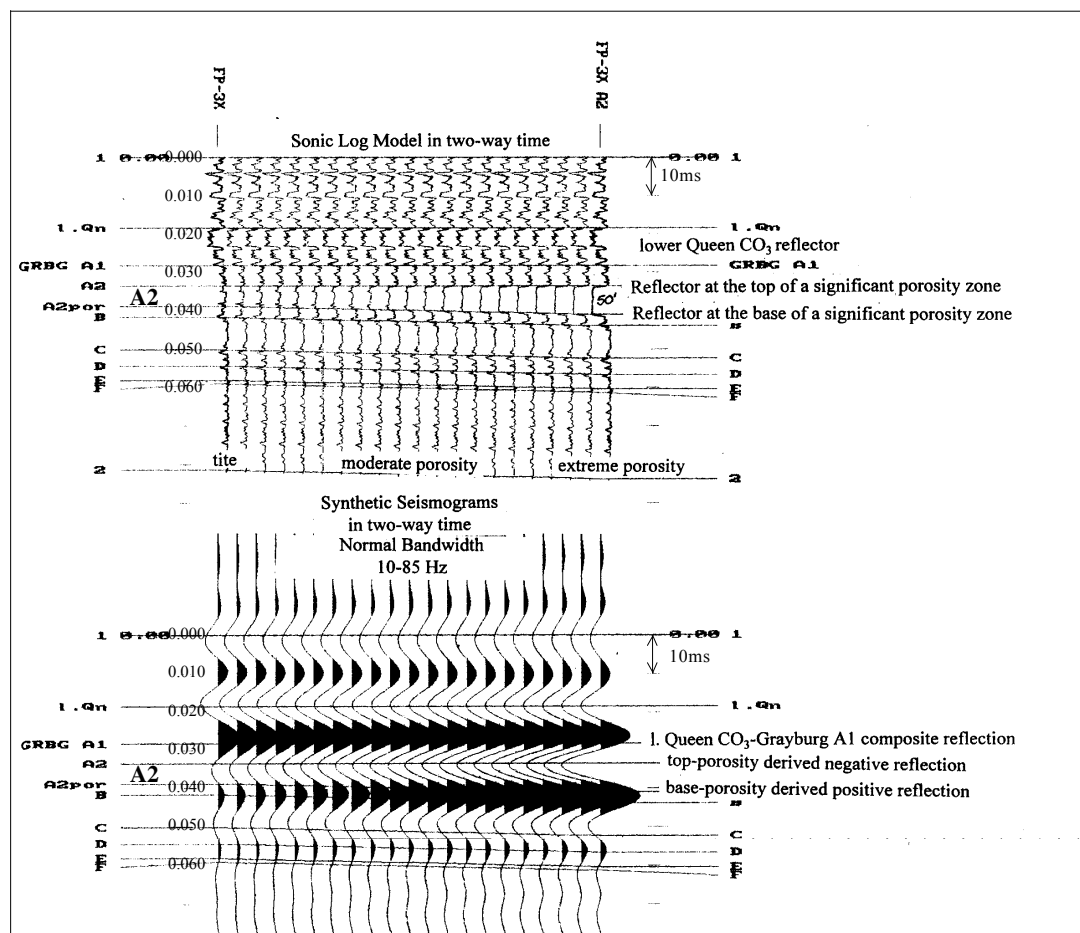 FP-3X
FP-3X A2
Sonic Log Model in two-way time
1 0.00 0.000 0.00 1
10ms
0.010
l.Qn 0.020 l.Qn
lower Queen CO₃ reflector
GRBG A1 0.030 GRBG A1
A2 Reflector at the top of a significant porosity zone
A2 50'
A2por 0.040 Reflector at the base of a significant porosity zone
B B
C 0.050 C
D D
E E
F 0.060 F
tite moderate porosity extreme porosity
2 2
Synthetic Seismograms
in two-way time
Normal Bandwidth
10-85 Hz
1 0.00 0.000 0.00 1
10ms
0.010
l.Qn 0.020 l.Qn
GRBG A1 0.030 l. Queen CO₃-Grayburg A1 composite reflection
A2 top-porosity derived negative reflection
A2
A2por 0.040 base-porosity derived positive reflection
B B
C 0.050 C
D D
E 0.060 E
F F